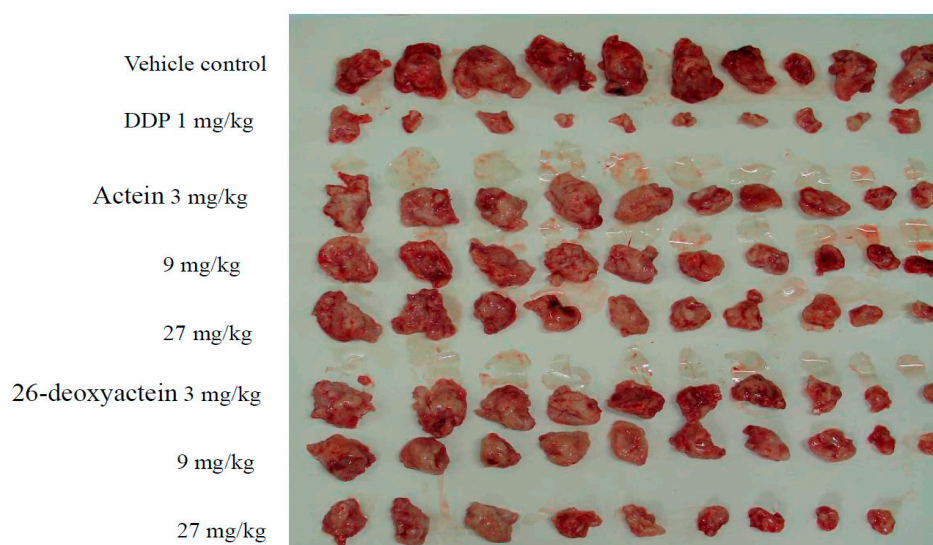 Vehicle control
DDP 1 mg/kg
Actein 3 mg/kg
9 mg/kg
27 mg/kg
26-deoxyactein 3 mg/kg
9 mg/kg
27 mg/kg